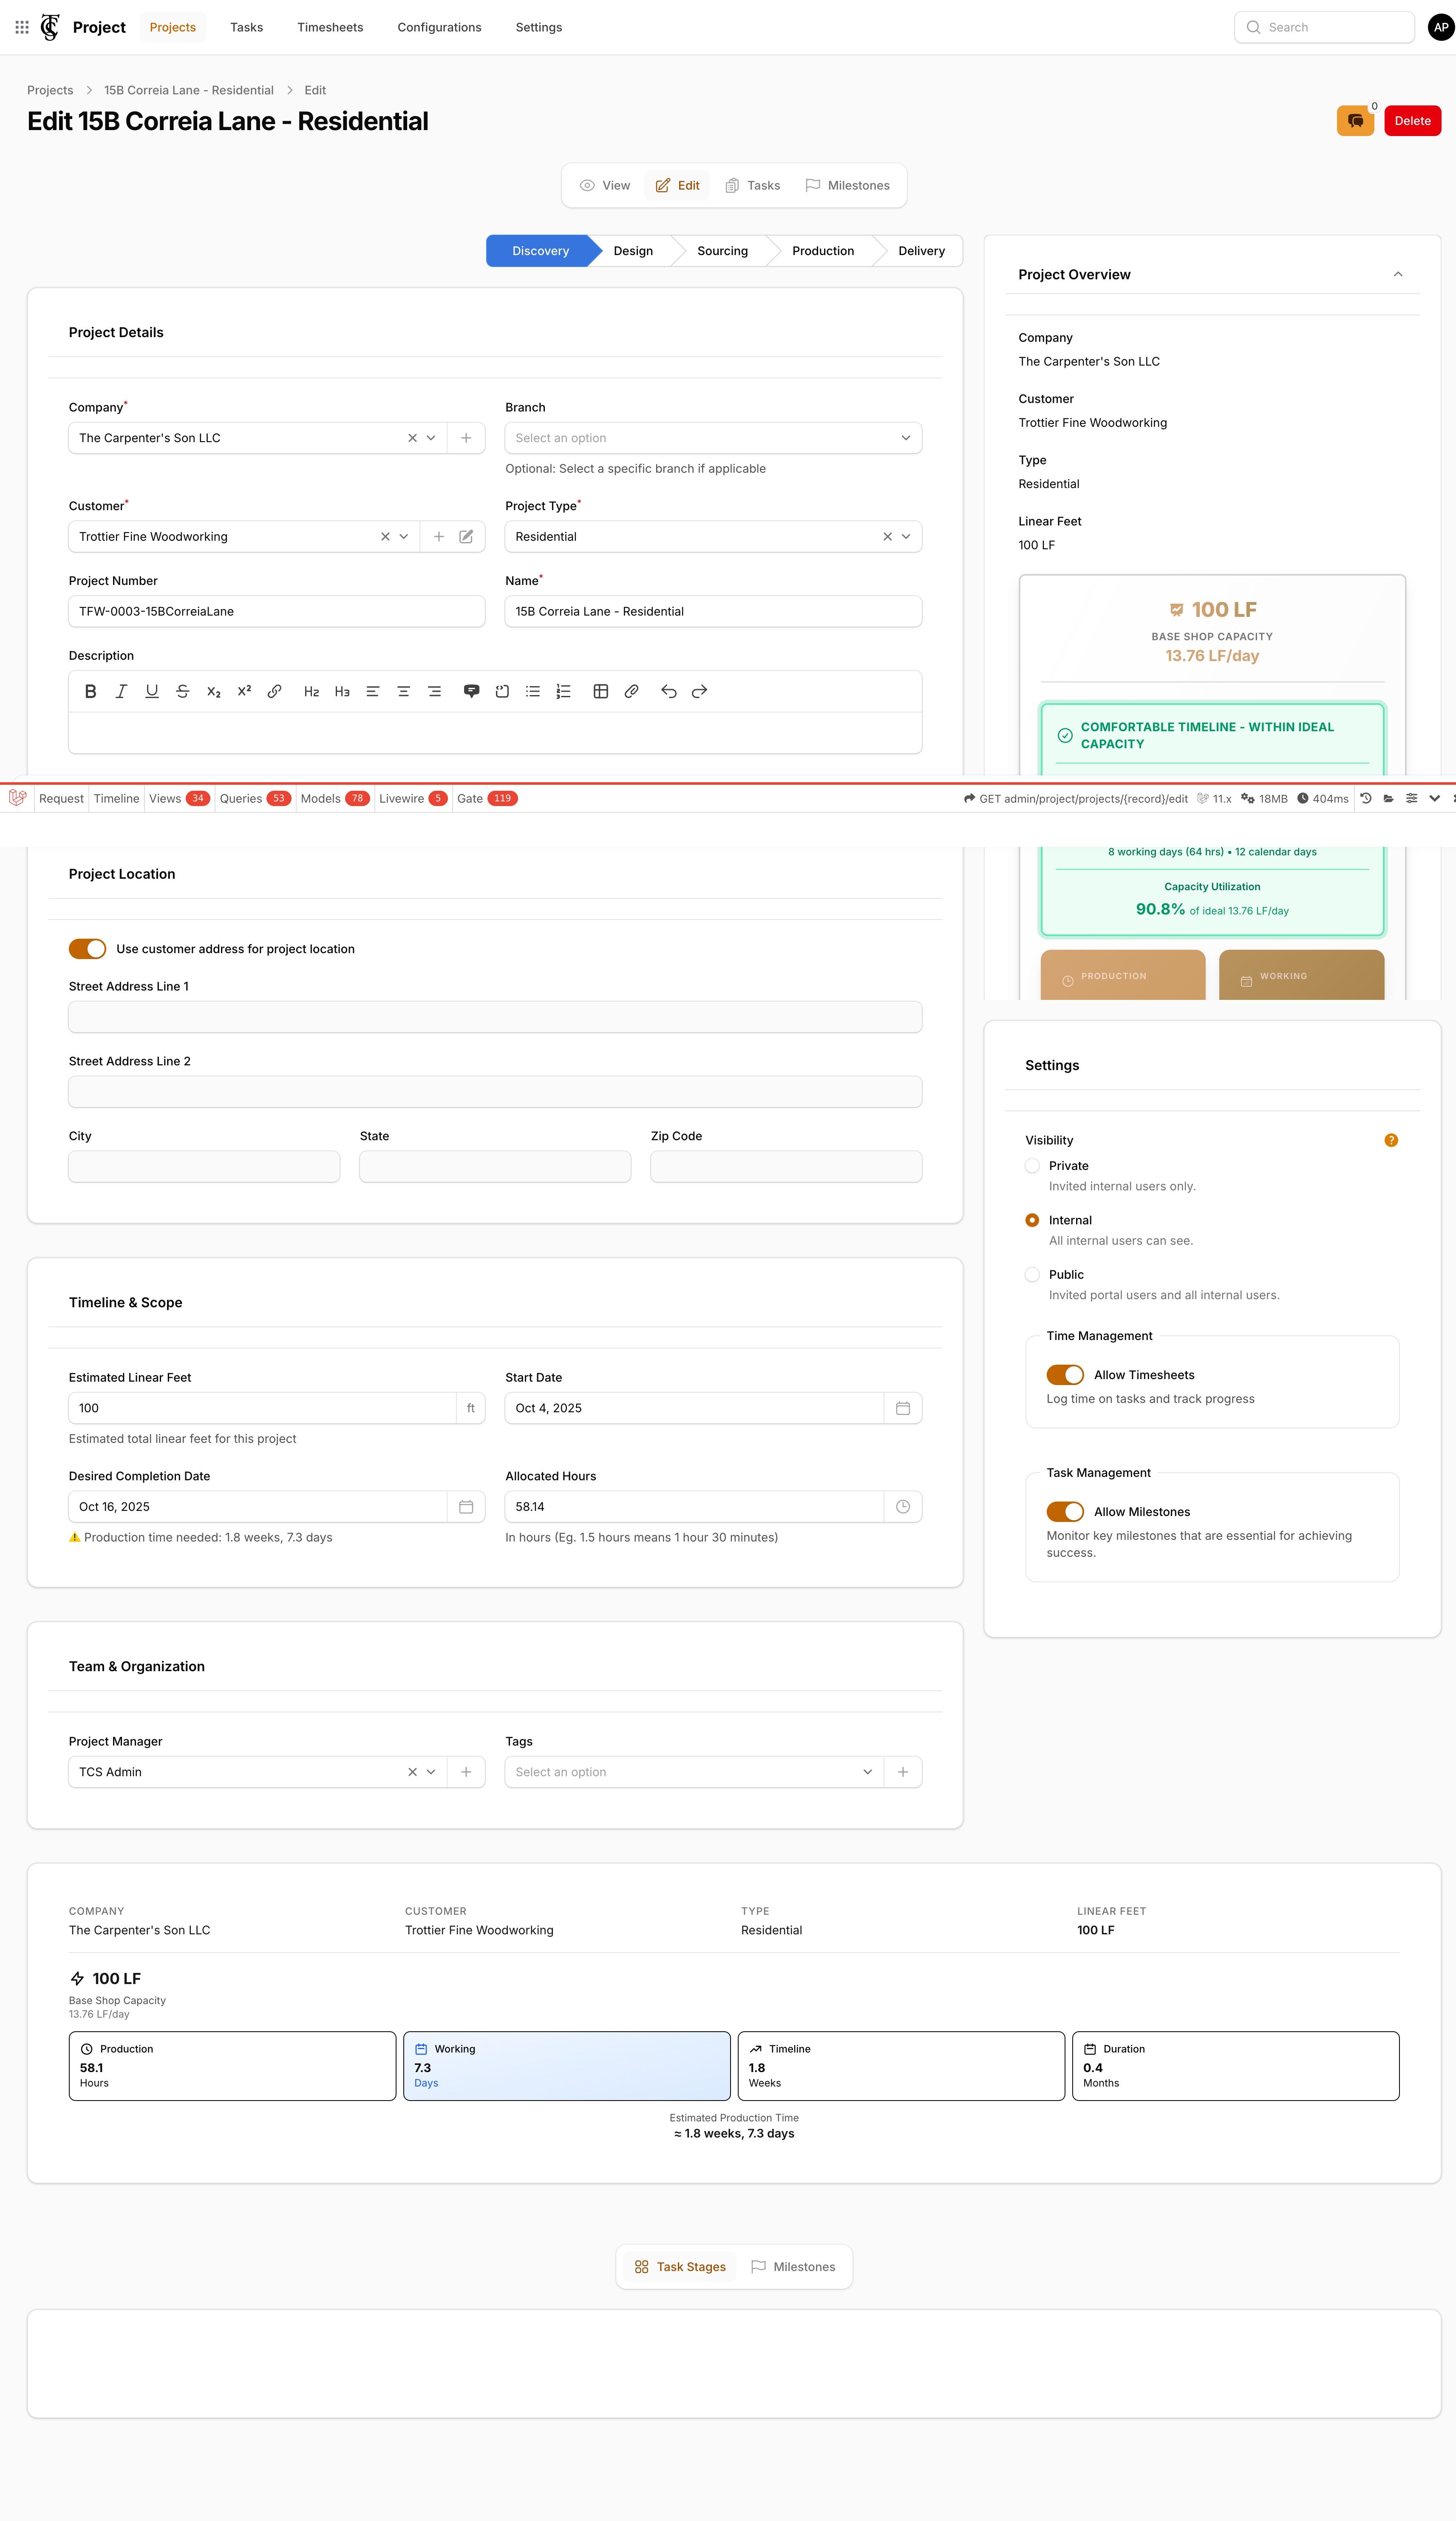 Project
Projects
Tasks
Timesheets
Configurations
Settings
Search
AP
Projects > 15B Correia Lane - Residential > Edit
Edit 15B Correia Lane - Residential
0
Delete
View
Edit
Tasks
Milestones
Discovery
Design
Sourcing
Production
Delivery
Project Details
Company*
The Carpenter's Son LLC
Branch
Select an option
Optional: Select a specific branch if applicable
Customer*
Trottier Fine Woodworking
Project Type*
Residential
Project Number
TFW-0003-15BCorreiaLane
Name*
15B Correia Lane - Residential
Description
B I U S X₂ X² H2 H3
Project Overview
Company
The Carpenter's Son LLC
Customer
Trottier Fine Woodworking
Type
Residential
Linear Feet
100 LF
100 LF
BASE SHOP CAPACITY
13.76 LF/day
COMFORTABLE TIMELINE - WITHIN IDEAL
CAPACITY
Request
Timeline
Views 34
Queries 53
Models 78
Livewire 5
Gate 119
GET admin/project/projects/{record}/edit
11.x
18MB
404ms
8 working days (64 hrs) • 12 calendar days
Capacity Utilization
90.8% of ideal 13.76 LF/day
PRODUCTION
WORKING
Project Location
Use customer address for project location
Street Address Line 1
Street Address Line 2
City
State
Zip Code
Settings
Visibility
?
Private
Invited internal users only.
Internal
All internal users can see.
Public
Invited portal users and all internal users.
Time Management
Allow Timesheets
Log time on tasks and track progress
Task Management
Allow Milestones
Monitor key milestones that are essential for achieving
success.
Timeline & Scope
Estimated Linear Feet
100
ft
Estimated total linear feet for this project
Start Date
Oct 4, 2025
Desired Completion Date
Oct 16, 2025
⚠️ Production time needed: 1.8 weeks, 7.3 days
Allocated Hours
58.14
In hours (Eg. 1.5 hours means 1 hour 30 minutes)
Team & Organization
Project Manager
TCS Admin
Tags
Select an option
COMPANY
The Carpenter's Son LLC
CUSTOMER
Trottier Fine Woodworking
TYPE
Residential
LINEAR FEET
100 LF
100 LF
Base Shop Capacity
13.76 LF/day
Production
58.1
Hours
Working
7.3
Days
Timeline
1.8
Weeks
Duration
0.4
Months
Estimated Production Time
≈ 1.8 weeks, 7.3 days
Task Stages
Milestones